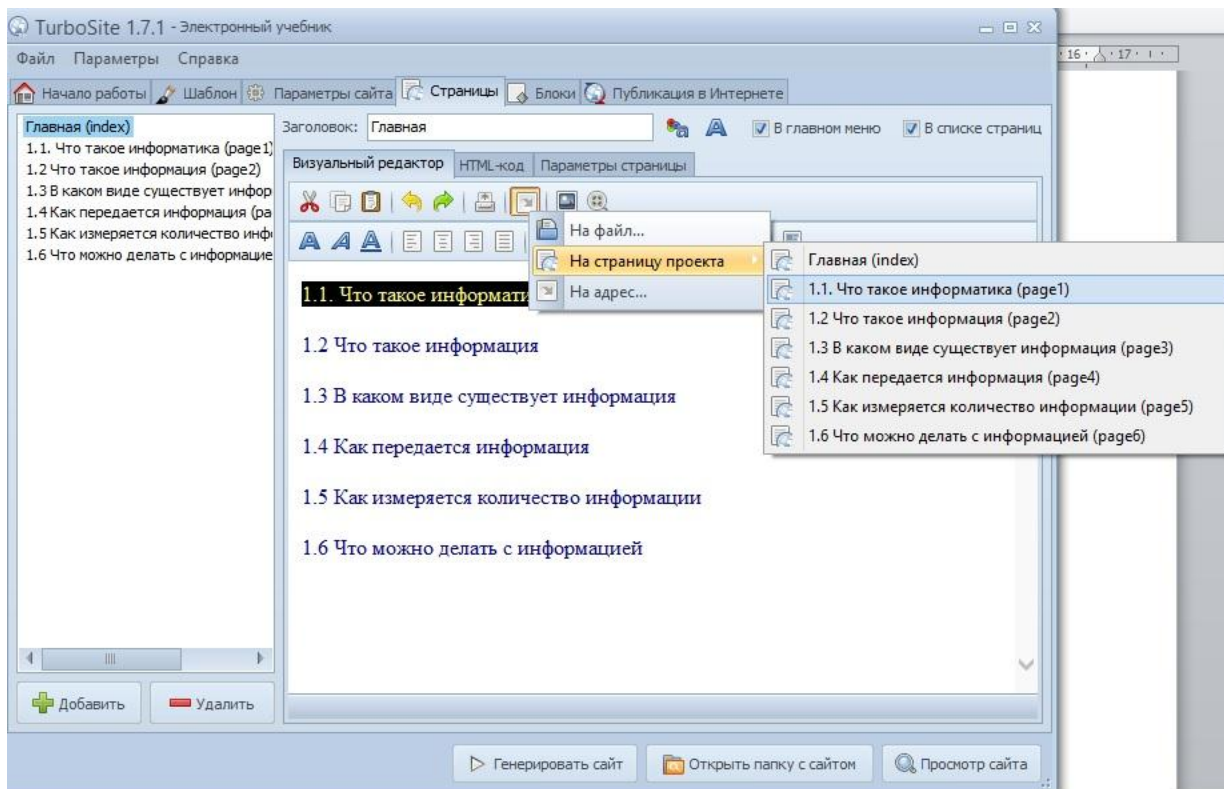 TurboSite 1.7.1 - Электронный учебник
Файл Параметры Справка
16 · 17 ·
Начало работы Шаблон Параметры сайта Страницы Блоки Публикация в Интернете
Главная (index)
1.1. Что такое информатика (page1)
1.2 Что такое информация (page2)
1.3 В каком виде существует инфор
1.4 Как передается информация (pa
1.5 Как измеряется количество инфо
1.6 Что можно делать с информацие
Добавить Удалить
Заголовок: Главная В главном меню В списке страниц
Визуальный редактор HTML-код Параметры страницы
На файл...
На страницу проекта
На адрес...
Главная (index)
1.1. Что такое информатика (page1)
1.2 Что такое информация (page2)
1.3 В каком виде существует информация (page3)
1.4 Как передается информация (page4)
1.5 Как измеряется количество информации (page5)
1.6 Что можно делать с информацией (page6)
1.1. Что такое информати
1.2 Что такое информация
1.3 В каком виде существует информация
1.4 Как передается информация
1.5 Как измеряется количество информации
1.6 Что можно делать с информацией
Генерировать сайт Открыть папку с сайтом Просмотр сайта